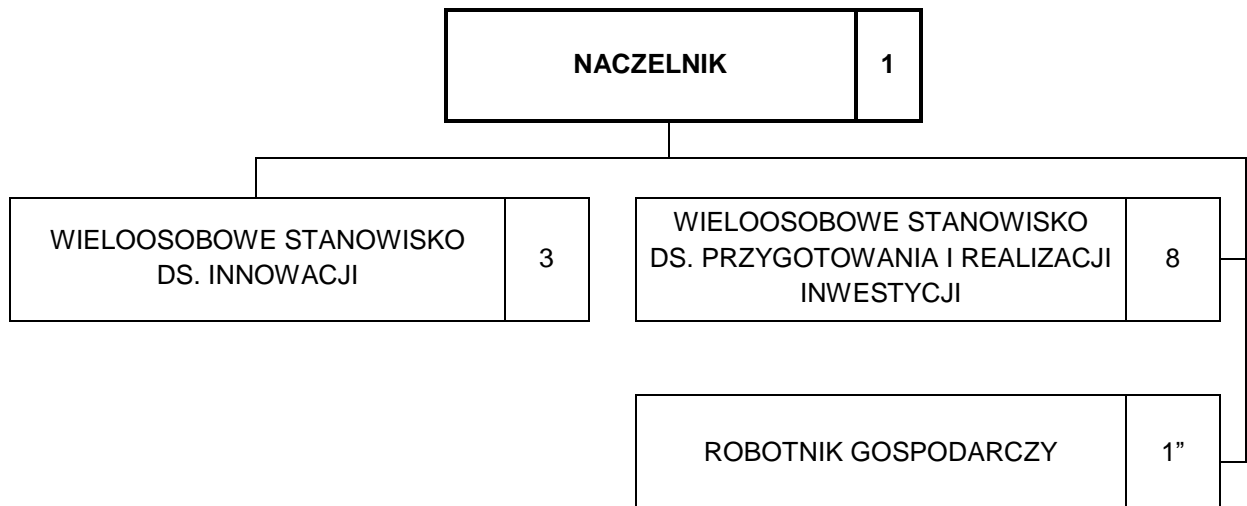 NACZELNIK 1
WIELOOSOBOWE STANOWISKO
DS. INNOWACJI
3
WIELOOSOBOWE STANOWISKO
DS. PRZYGOTOWANIA I REALIZACJI
INWESTYCJI
8
ROBOTNIK GOSPODARCZY 1”